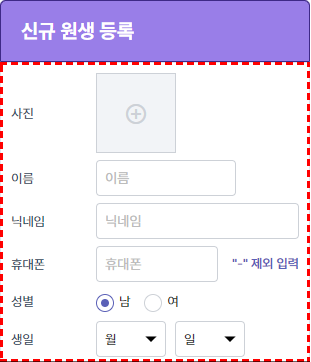 신규 원생 등록
사진
이름 이름
닉네임 닉네임
휴대폰 휴대폰 "-" 제외 입력
성별 남 여
생일 월 일